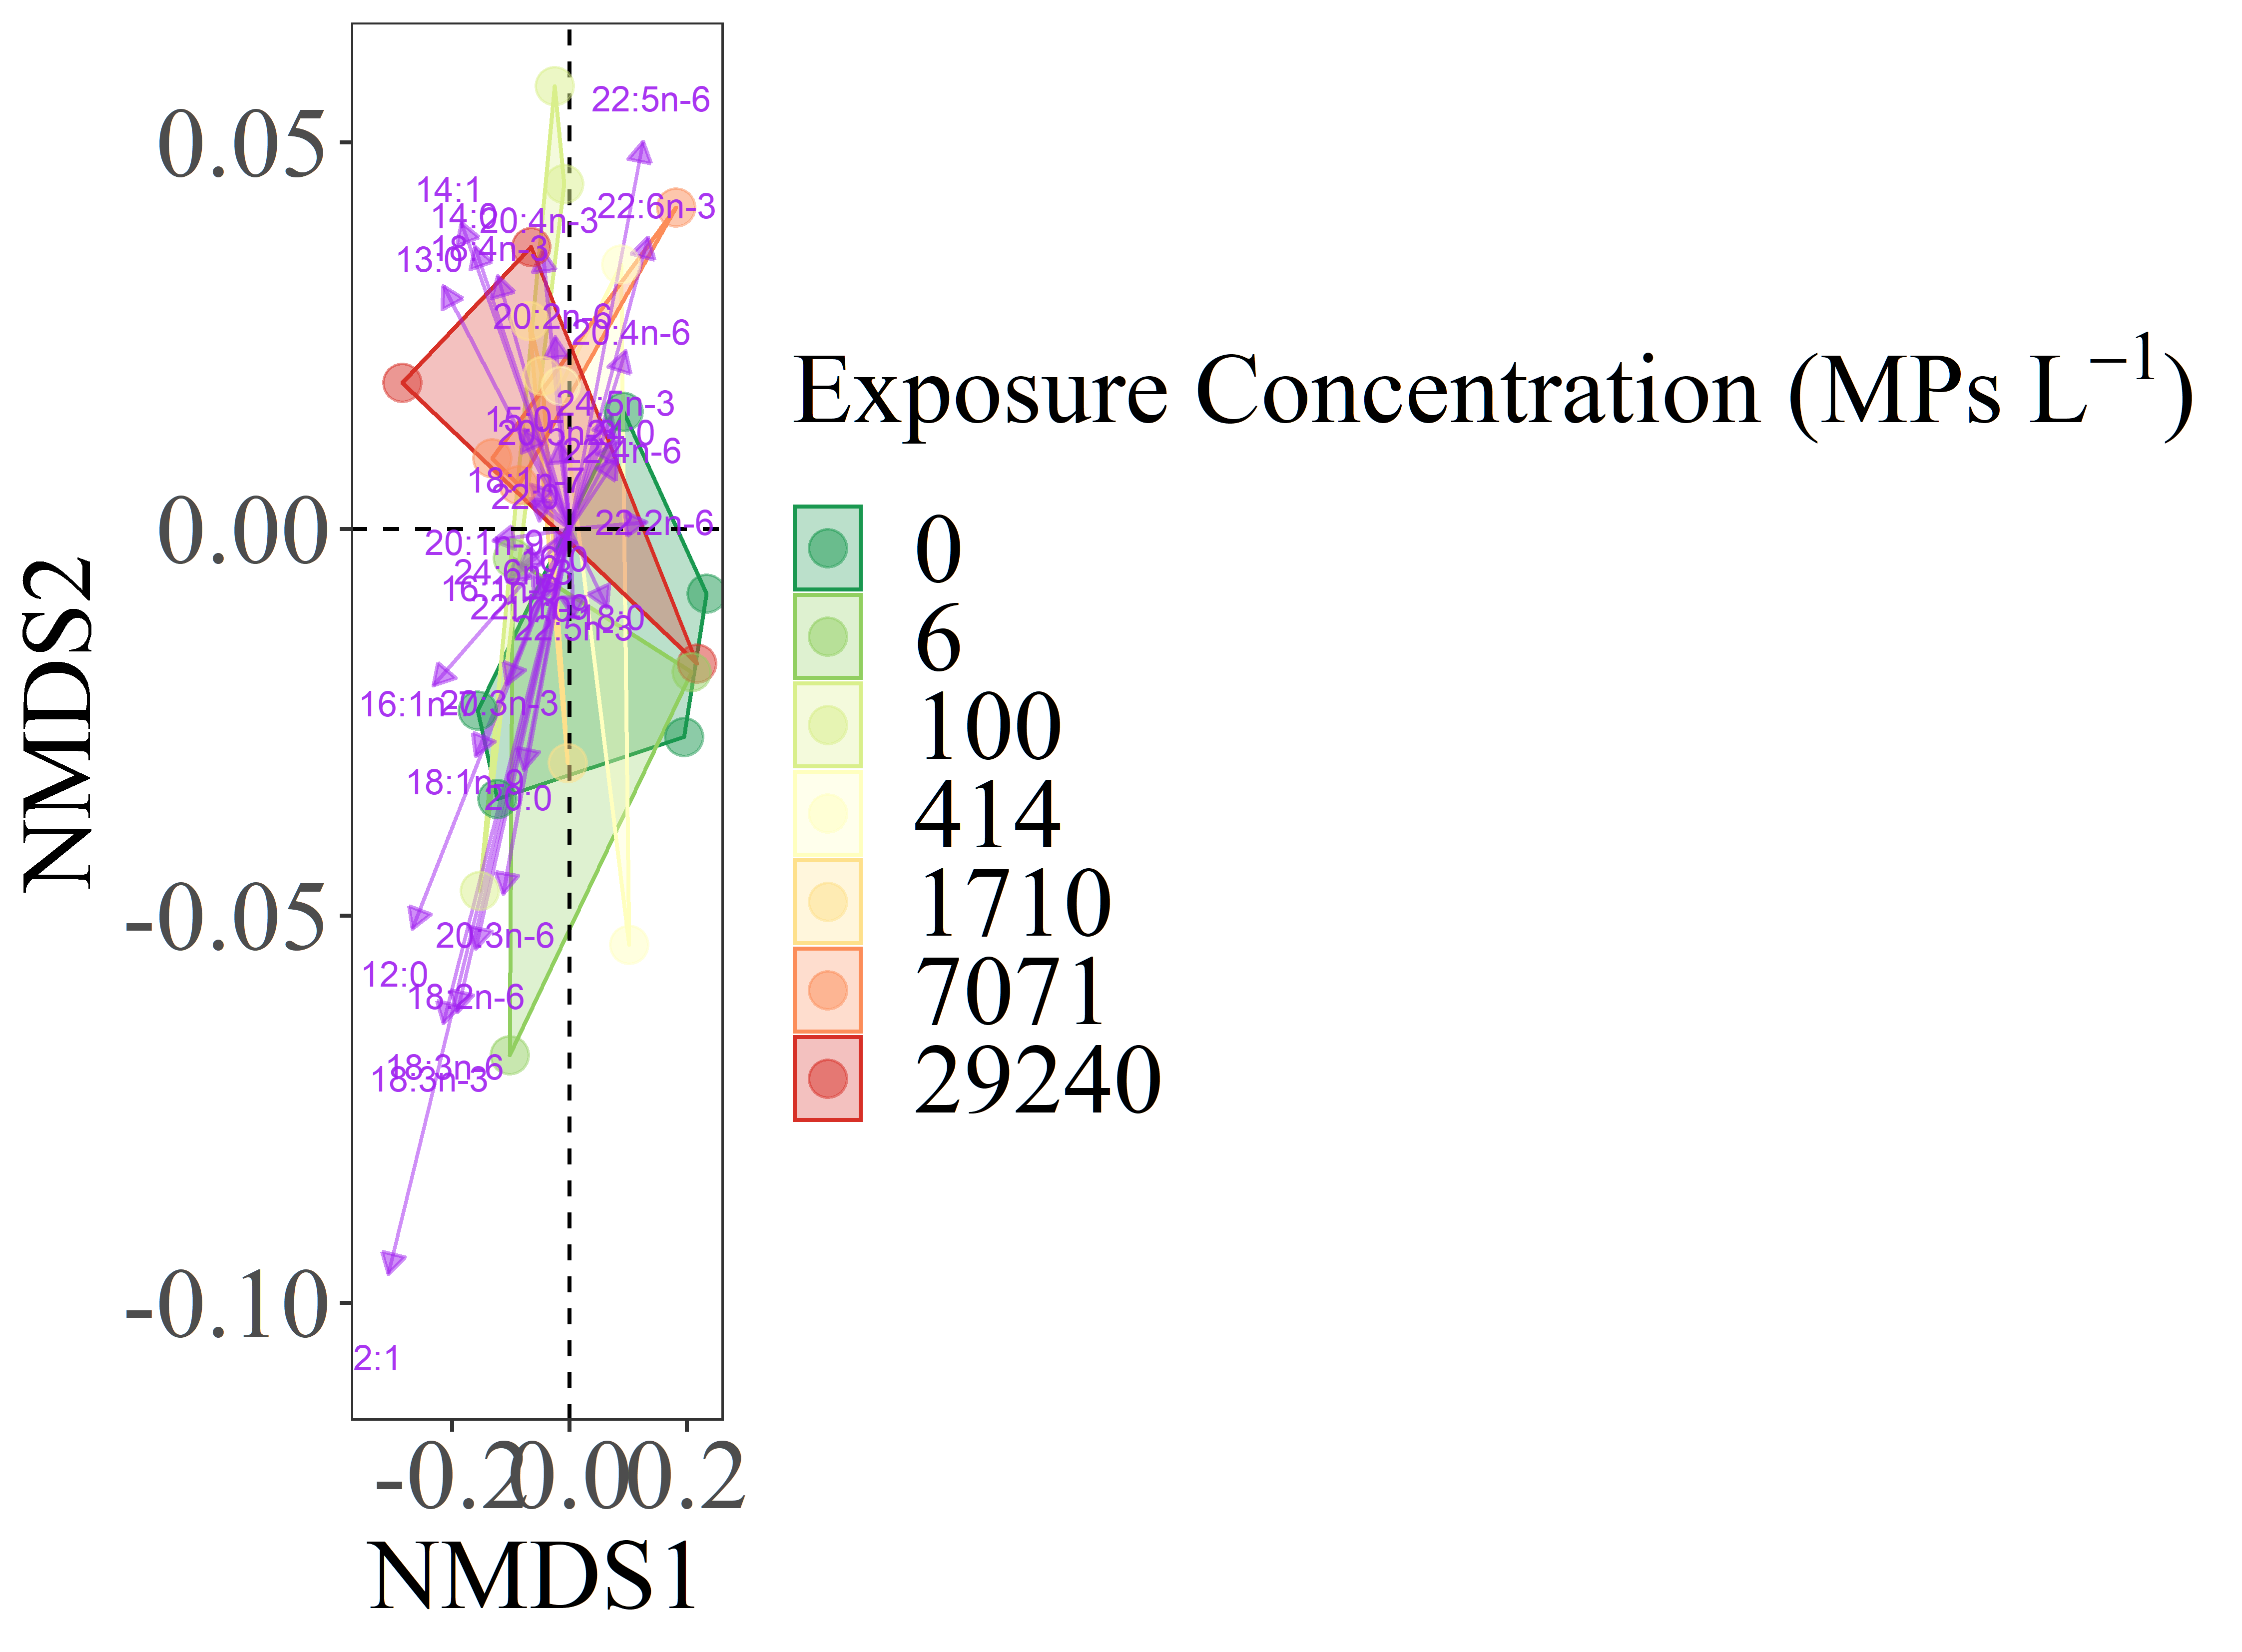 22:5n-6
0.05
14:1
14:0
20:4n-3
22:6n-3
18:4n-3
13:0
20:2n-6
20:4n-6
Exposure Concentration (MPs L⁻¹)
24:5n-3
15:0
22:4n-6
18:1n-7
22:0
0.00
22:2n-6
0
20:1n-9
6
18:0
22:5n-3
NMDS2
16:1n-7
20:3n-3
100
18:1n-9
20:0
414
1710
-0.05
20:3n-6
12:0
18:2n-6
7071
18:3n-6
18:3n-3
29240
-0.10
2:1
-0.2
0.0
0.2
NMDS1